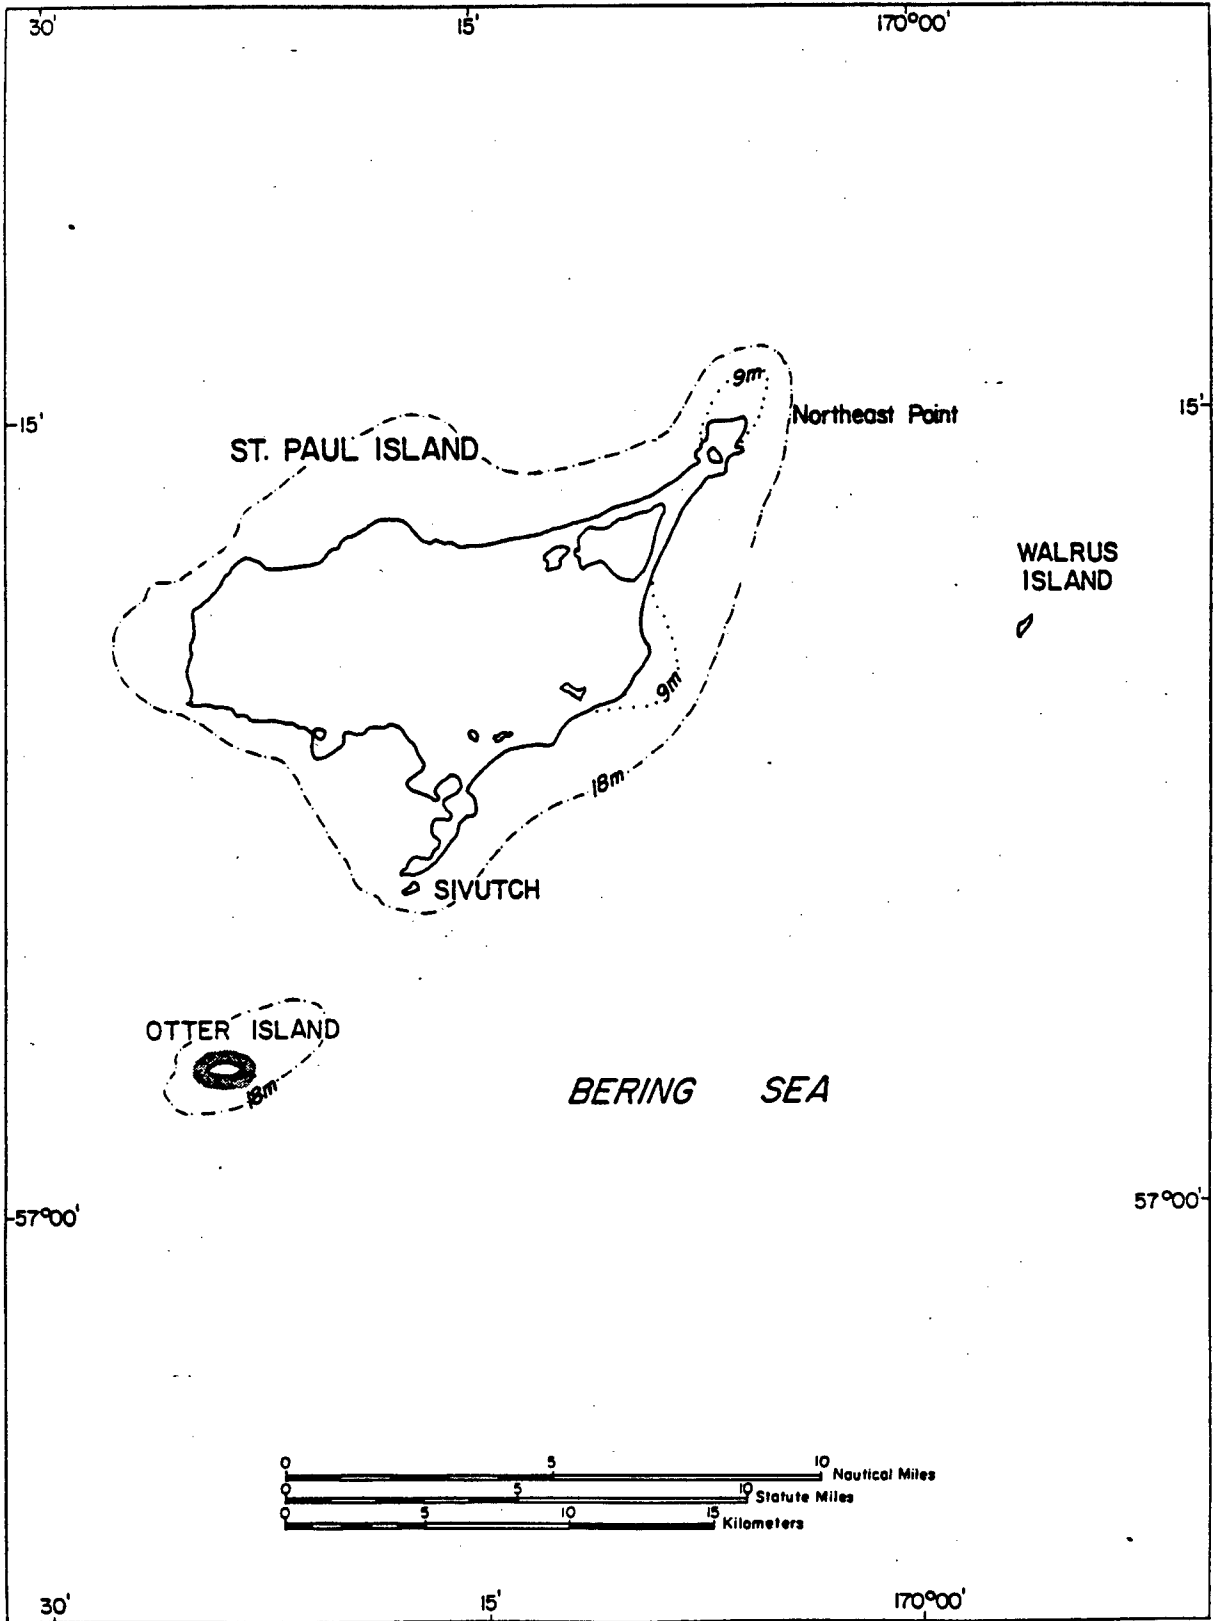 30' 15' 170°00'
9m
15' Northeast Point 15'
ST. PAUL ISLAND
WALRUS
ISLAND
9m
18m
SIVUTCH
OTTER ISLAND
18m
BERING SEA
57°00' 57°00'
0 5 10 Nautical Miles
0 5 10 Statute Miles
0 5 10 15 Kilometers
30' 15' 170°00'